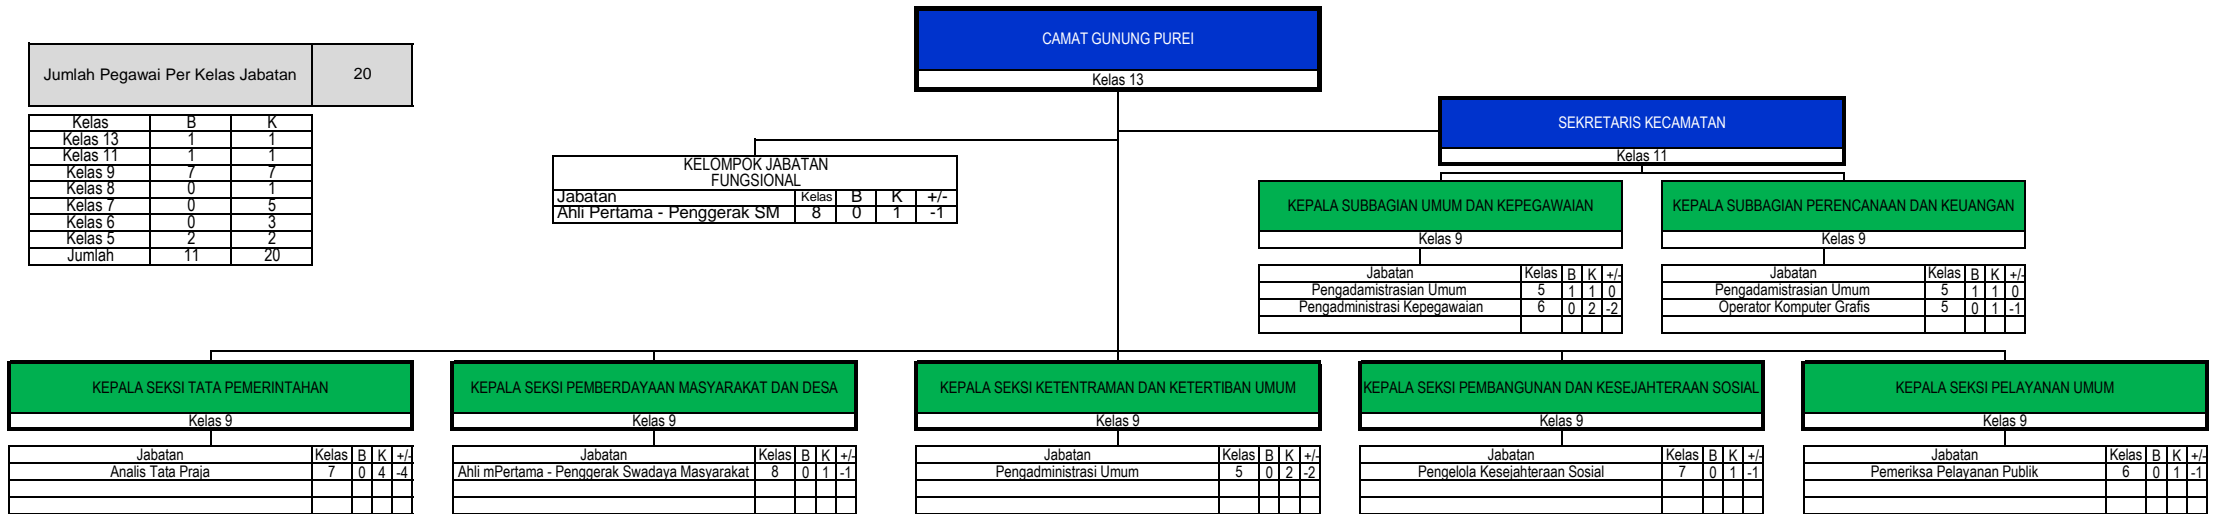 CAMAT GUNUNG PUREI
Kelas 13
Jumlah Pegawai Per Kelas Jabatan 20
Kelas B K
Kelas 13 1 1
Kelas 11 1 1
Kelas 9 7 7
Kelas 8 0 1
Kelas 7 0 5
Kelas 6 0 3
Kelas 5 2 2
Jumlah 11 20
SEKRETARIS KECAMATAN
Kelas 11
KELOMPOK JABATAN
FUNGSIONAL
Jabatan Kelas B K +/-
Ahli Pertama - Penggerak SM 8 0 1 -1
KEPALA SUBBAGIAN UMUM DAN KEPEGAWAIAN
Kelas 9
Jabatan Kelas B K +/-
Pengadamistrasian Umum 5 1 1 0
Pengadministrasi Kepegawaian 6 0 2 -2
KEPALA SUBBAGIAN PERENCANAAN DAN KEUANGAN
Kelas 9
Jabatan Kelas B K +/-
Pengadamistrasian Umum 5 1 1 0
Operator Komputer Grafis 5 0 1 -1
KEPALA SEKSI TATA PEMERINTAHAN
Kelas 9
Jabatan Kelas B K +/-
Analis Tata Praja 7 0 4 -4
KEPALA SEKSI PEMBERDAYAAN MASYARAKAT DAN DESA
Kelas 9
Jabatan Kelas B K +/-
Ahli mPertama - Penggerak Swadaya Masyarakat 8 0 1 -1
KEPALA SEKSI KETENTRAMAN DAN KETERTIBAN UMUM
Kelas 9
Jabatan Kelas B K +/-
Pengadministrasi Umum 5 0 2 -2
KEPALA SEKSI PEMBANGUNAN DAN KESEJAHTERAAN SOSIAL
Kelas 9
Jabatan Kelas B K +/-
Pengelola Kesejahteraan Sosial 7 0 1 -1
KEPALA SEKSI PELAYANAN UMUM
Kelas 9
Jabatan Kelas B K +/-
Pemeriksa Pelayanan Publik 6 0 1 -1